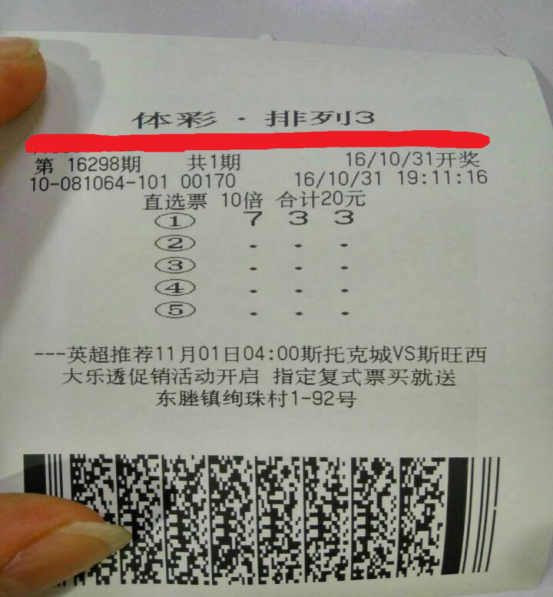 体彩·排列3
第 16298期 共1期 16/10/31开奖
10-081064-101 00170 16/10/31 19:11:16
直选票 10倍 合计20元
① 7 3 3
② . . .
③ . . .
④ . . .
⑤ . . .
---英超推荐11月01日04:00斯托克城VS斯旺西
大乐透促销活动开启 指定复式票买就送
东塍镇绚珠村1-92号